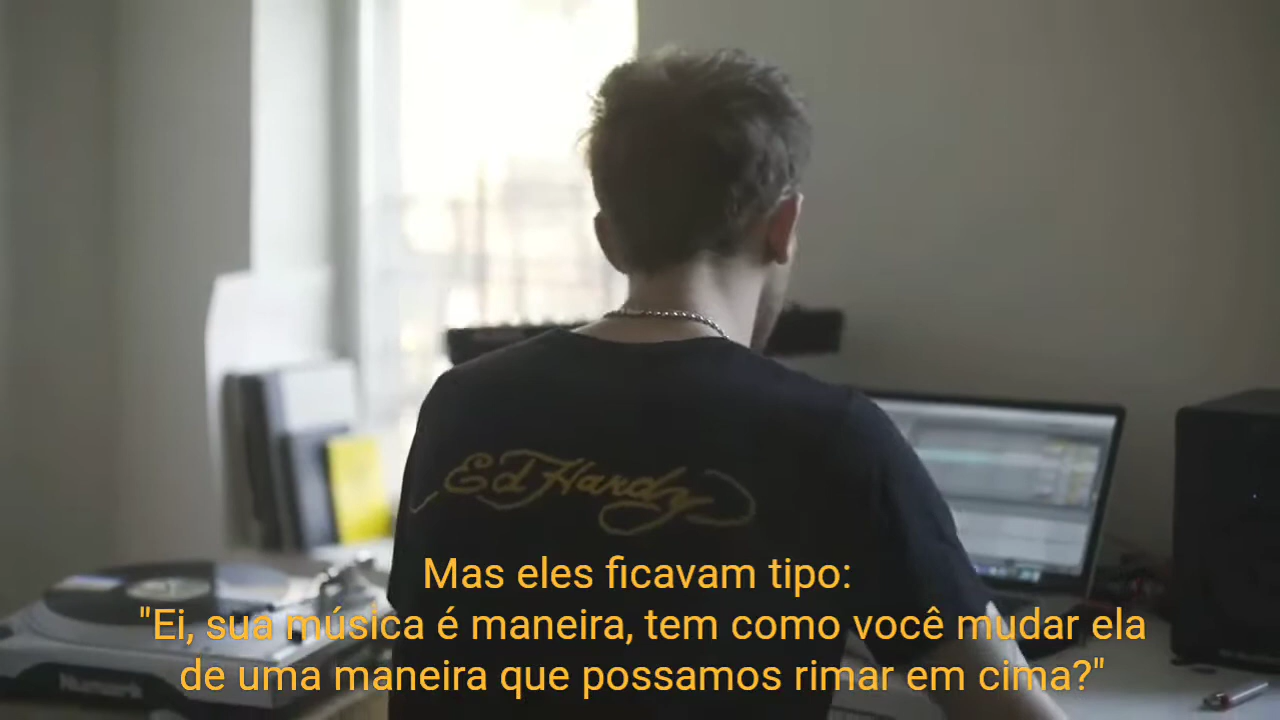 Ed Hardy
Mas eles ficavam tipo:
"Ei, sua música é maneira, tem como você mudar ela
de uma maneira que possamos rimar em cima?"